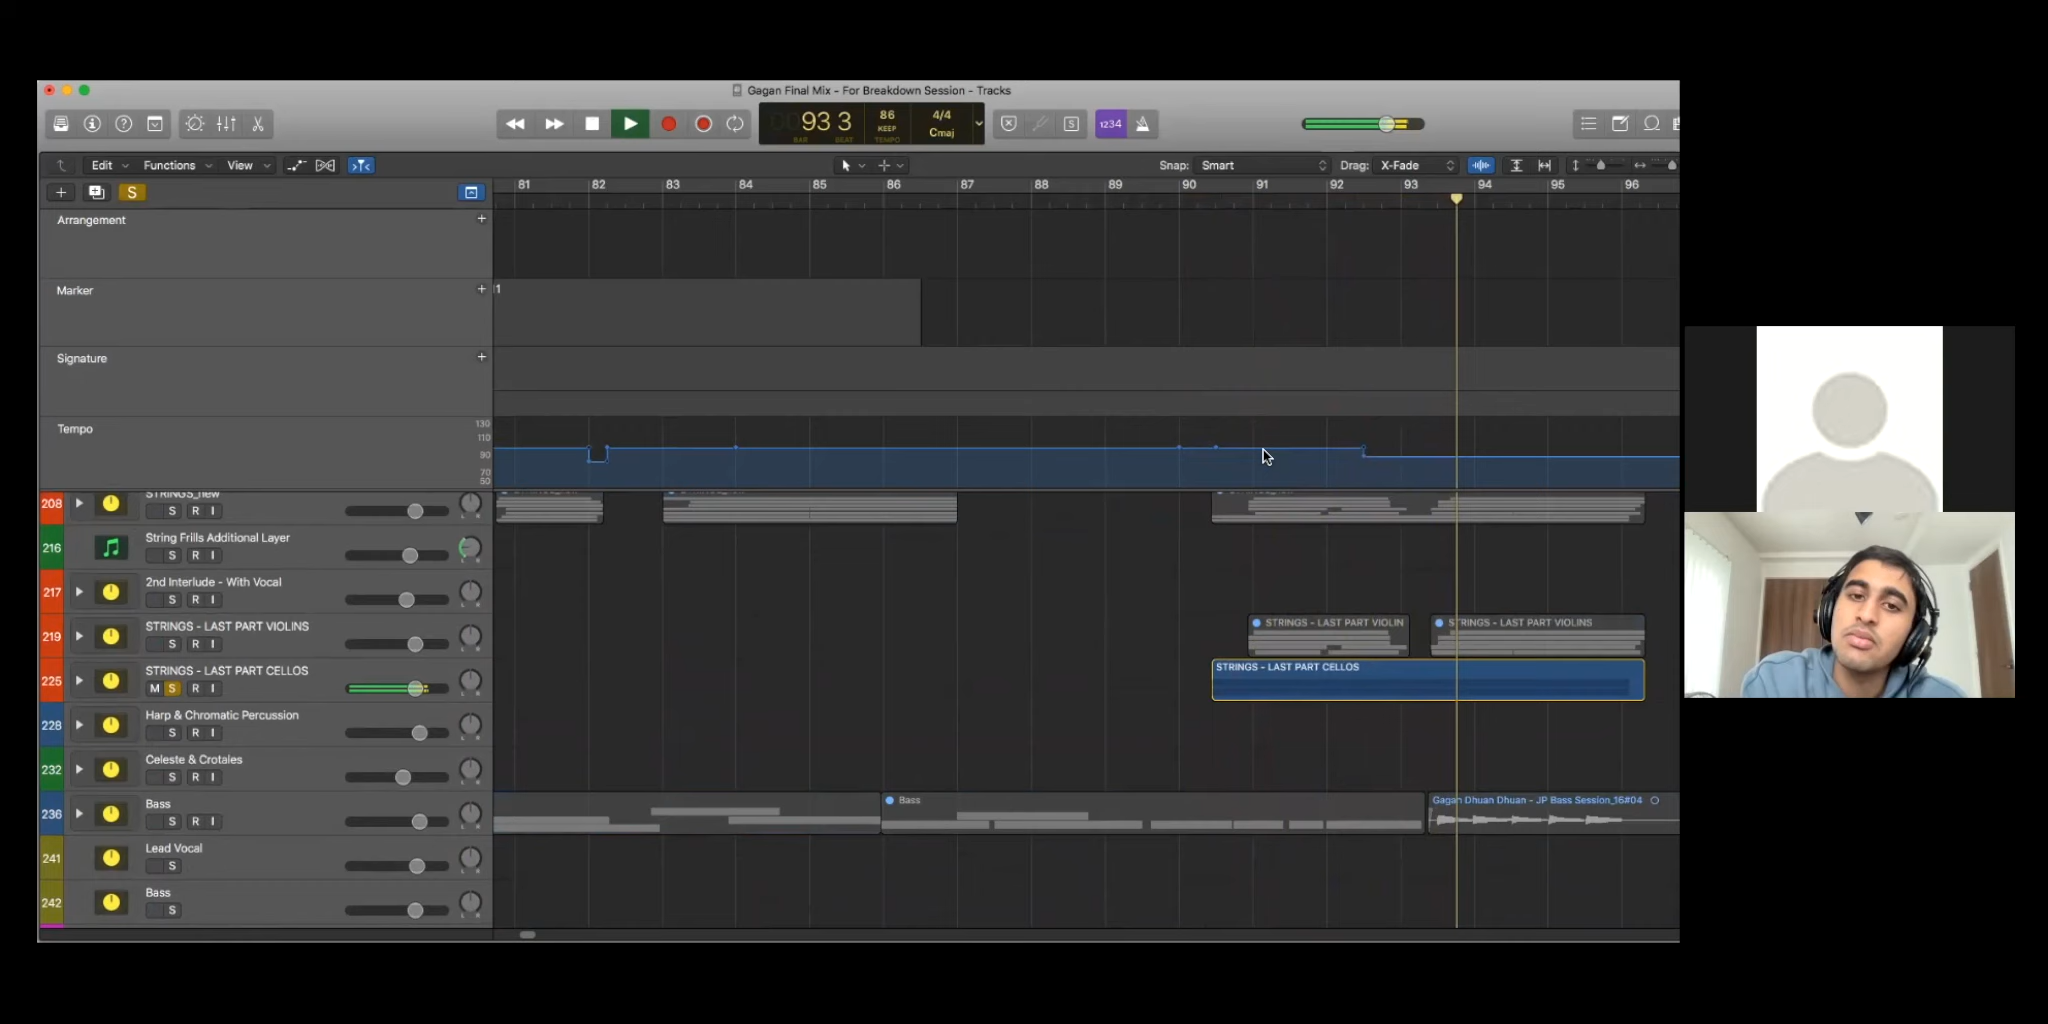 Gagan Final Mix - For Breakdown Session - Tracks
93 3
BAR BEAT
86
KEEP
TEMPO
4/4
Cmaj
S
1234
Edit Functions View
Snap: Smart Drag: X-Fade
+ S
81 82 83 84 85 86 87 88 89 90 91 92 93 94 95 96
Arrangement +
Marker +
1
Signature +
Tempo
130
110
90
70
50
208 STRINGS_new
S R I
216 String Frills Additional Layer
S R I
217 2nd Interlude - With Vocal
S R I
219 STRINGS - LAST PART VIOLINS
S R I
STRINGS - LAST PART VIOLIN
STRINGS - LAST PART VIOLINS
225 STRINGS - LAST PART CELLOS
M S R I
STRINGS - LAST PART CELLOS
228 Harp & Chromatic Percussion
S R I
232 Celeste & Crotales
S R I
236 Bass
S R I
Bass
Gagan Dhuan Dhuan - JP Bass Session_16#04
241 Lead Vocal
S
242 Bass
S